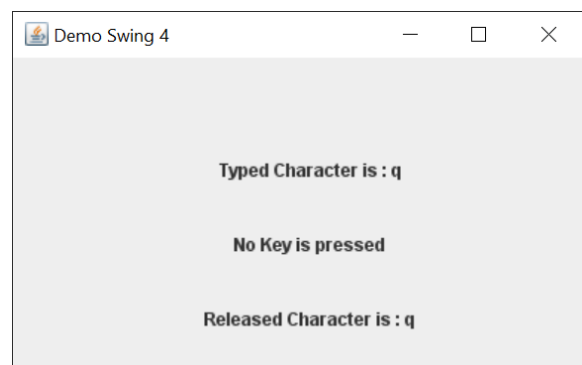 Demo Swing 4
Typed Character is : q
No Key is pressed
Released Character is : q